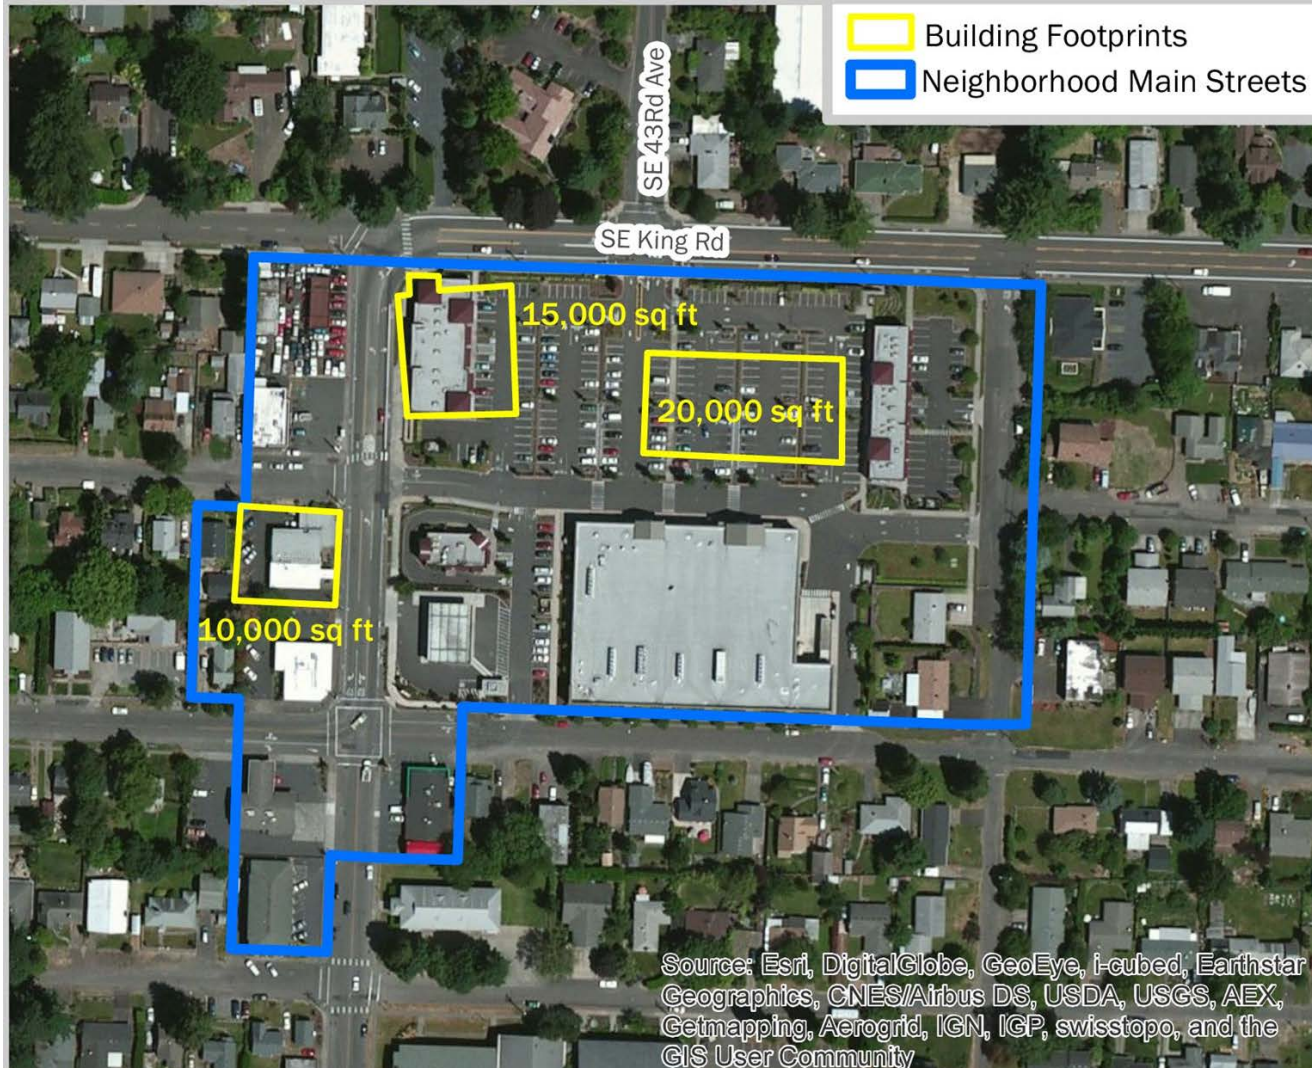 Building Footprints
Neighborhood Main Streets
SE 43Rd Ave
SE King Rd
15,000 sq ft
20,000 sq ft
10,000 sq ft
Source: Esri, DigitalGlobe, GeoEye, i-cubed, Earthstar
Geographics, CNES/Airbus DS, USDA, USGS, AEX,
Getmapping, Aerogrid, IGN, IGP, swisstopo, and the
GIS User Community